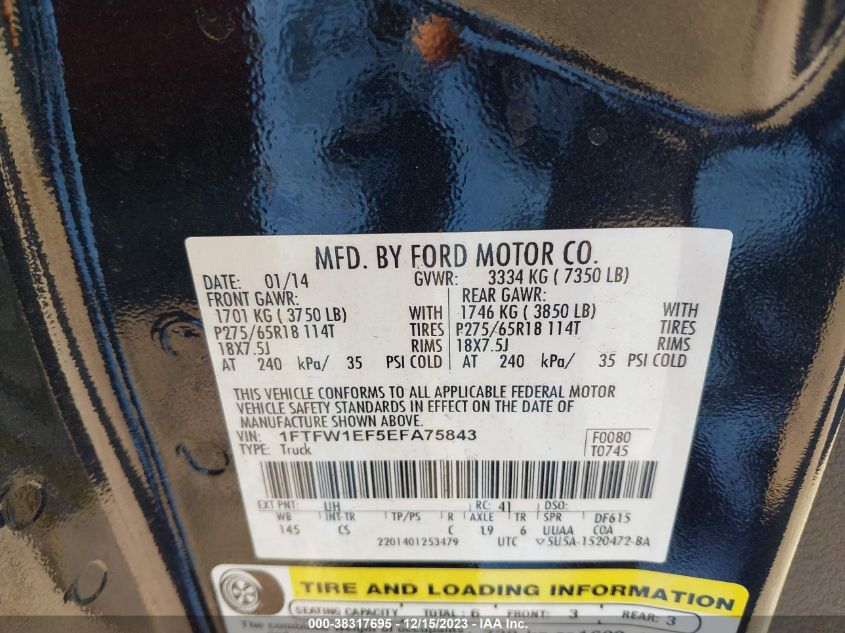 MFD. BY FORD MOTOR CO.
DATE: 01/14 GVWR: 3334 KG ( 7350 LB)
FRONT GAWR: REAR GAWR:
1701 KG ( 3750 LB) WITH 1746 KG ( 3850 LB) WITH
P275/65R18 114T TIRES P275/65R18 114T TIRES
18X7.5J RIMS 18X7.5J RIMS
AT 240 kPa/ 35 PSI COLD AT 240 kPa/ 35 PSI COLD
THIS VEHICLE CONFORMS TO ALL APPLICABLE FEDERAL MOTOR
VEHICLE SAFETY STANDARDS IN EFFECT ON THE DATE OF
MANUFACTURE SHOWN ABOVE.
VIN: 1FTFW1EF5EFA75843 F0080
TYPE: Truck T0745
EXT PNT: UH RC: 41 DSO:
WB INT TR TP/PS R AXLE TR SPR DF615
145 CS C L9 6 UUAA COA
2201401253479 UTC ▽5U5A-1520472-BA
TIRE AND LOADING INFORMATION
SEATING CAPACITY TOTAL: 6 FRONT: 3 REAR: 3
The combined weight of occupants
000-38317695 - 12/15/2023 - IAA Inc.